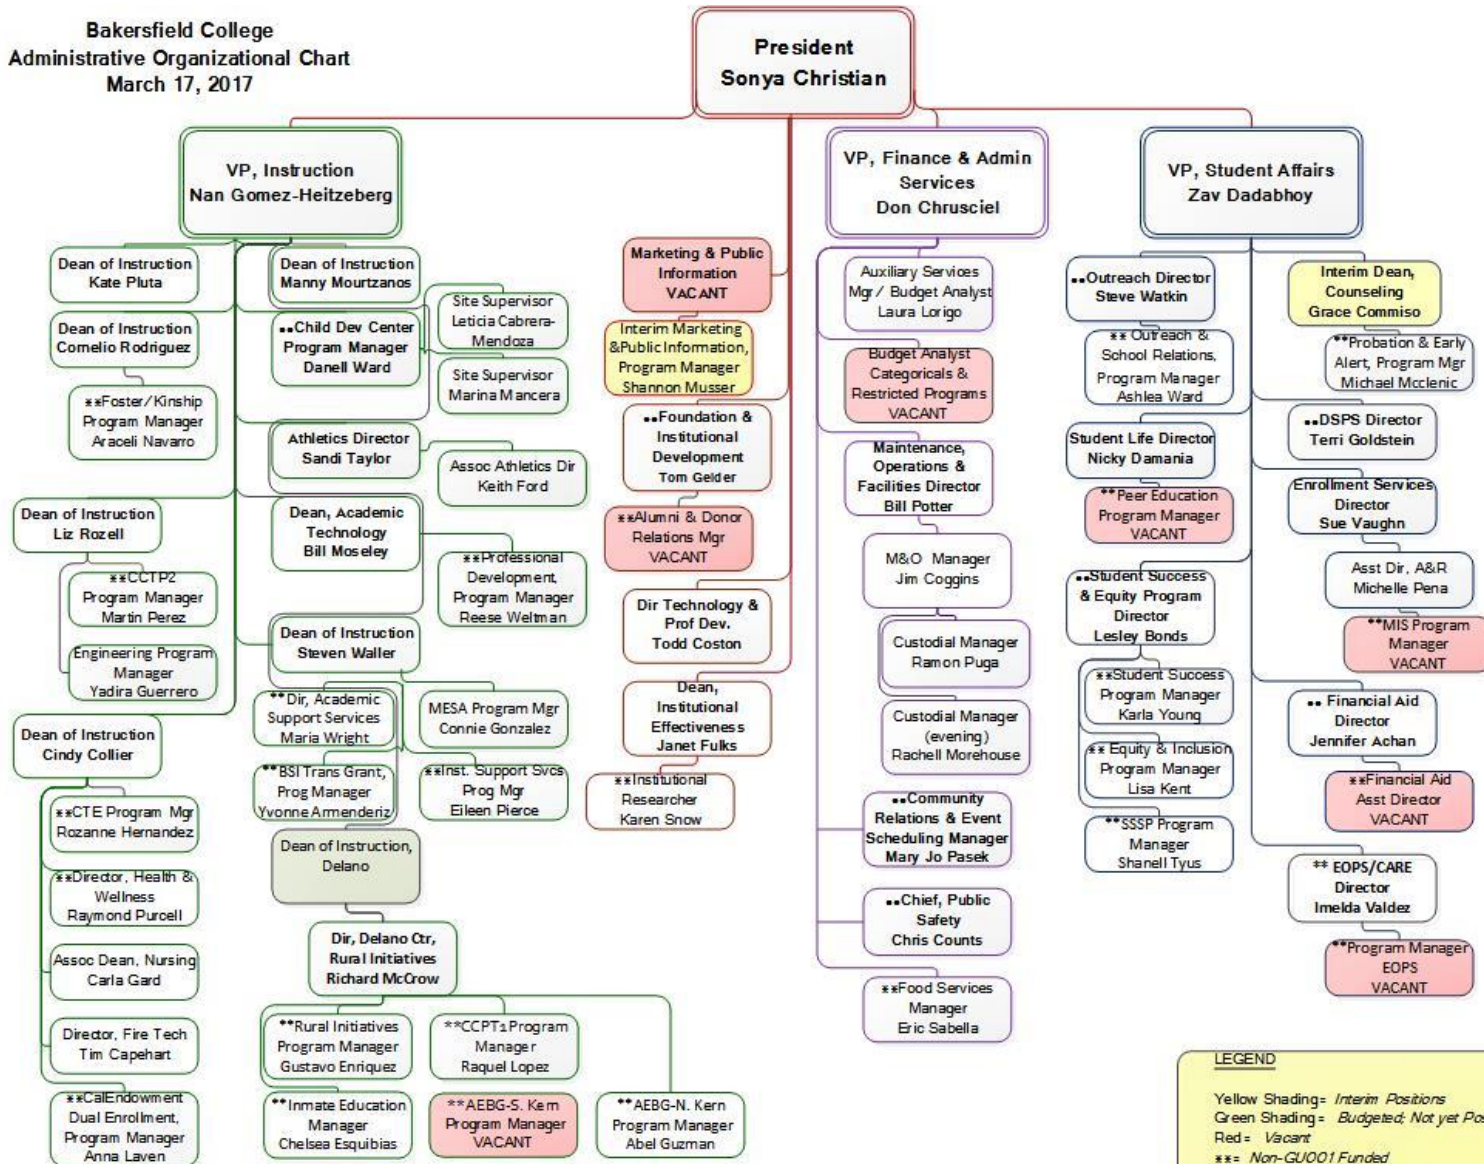 Bakersfield College
Administrative Organizational Chart
March 17, 2017
President
Sonya Christian
VP, Instruction
Nan Gomez-Heitzeberg
VP, Finance & Admin
Services
Don Chrusciel
VP, Student Affairs
Zav Dadabhoy
Dean of Instruction
Kate Pluta
Dean of Instruction
Cornelio Rodriguez
**Foster/Kinship
Program Manager
Araceli Navarro
Dean of Instruction
Liz Rozell
**CCTP2
Program Manager
Martin Perez
Engineering Program
Manager
Yadira Guerrero
Dean of Instruction
Cindy Collier
**CTE Program Mgr
Rozanne Hernandez
**Director, Health &
Wellness
Raymond Purcell
Assoc Dean, Nursing
Carla Gard
Director, Fire Tech
Tim Capehart
**CalEndowment
Dual Enrollment,
Program Manager
Anna Laven
Dean of Instruction
Manny Mourtzanos
**Child Dev Center
Program Manager
Danell Ward
Site Supervisor
Leticia Cabrera-
Mendoza
Site Supervisor
Marina Mancera
Athletics Director
Sandi Taylor
Assoc Athletics Dir
Keith Ford
Dean, Academic
Technology
Bill Moseley
**Professional
Development,
Program Manager
Reese Weltman
Dean of Instruction
Steven Waller
**Dir, Academic
Support Services
Maria Wright
MESA Program Mgr
Connie Gonzalez
**BSI Trans Grant,
Prog Manager
Yvonne Armenderiz
**Inst. Support Svcs
Prog Mgr
Eileen Pierce
Dean of Instruction,
Delano
Dir, Delano Ctr,
Rural Initiatives
Richard McCrow
**Rural Initiatives
Program Manager
Gustavo Enriquez
**CCPT1 Program
Manager
Raquel Lopez
**Inmate Education
Manager
Chelsea Esquibias
**AEBG-S. Kern
Program Manager
VACANT
**AEBG-N. Kern
Program Manager
Abel Guzman
Marketing & Public
Information
VACANT
Interim Marketing
&Public Information,
Program Manager
Shannon Musser
**Foundation &
Institutional
Development
Tom Gelder
**Alumni & Donor
Relations Mgr
VACANT
Dir Technology &
Prof Dev.
Todd Coston
Dean,
Institutional
Effectiveness
Janet Fulks
**Institutional
Researcher
Karen Snow
Auxiliary Services
Mgr/ Budget Analyst
Laura Lorigo
Budget Analyst
Categoricals &
Restricted Programs
VACANT
Maintenance,
Operations &
Facilities Director
Bill Potter
M&O Manager
Jim Coggins
Custodial Manager
Ramon Puga
Custodial Manager
(evening)
Rachell Morehouse
**Community
Relations & Event
Scheduling Manager
Mary Jo Pasek
**Chief, Public
Safety
Chris Counts
**Food Services
Manager
Eric Sabella
**Outreach Director
Steve Watkin
** Outreach &
School Relations,
Program Manager
Ashlea Ward
Student Life Director
Nicky Damania
**Peer Education
Program Manager
VACANT
**Student Success
& Equity Program
Director
Lesley Bonds
**Student Success
Program Manager
Karla Young
** Equity & Inclusion
Program Manager
Lisa Kent
**SSSP Program
Manager
Shanell Tyus
Interim Dean,
Counseling
Grace Commiso
**Probation & Early
Alert, Program Mgr
Michael Mcclenic
**DSPS Director
Terri Goldstein
Enrollment Services
Director
Sue Vaughn
Asst Dir, A&R
Michelle Pena
**MIS Program
Manager
VACANT
** Financial Aid
Director
Jennifer Achan
**Financial Aid
Asst Director
VACANT
** EOPS/CARE
Director
Imelda Valdez
**Program Manager
EOPS
VACANT
LEGEND
Yellow Shading= Interim Positions
Green Shading= Budgeted; Not yet Pos
Red= Vacant
**= Non-GU001 Funded